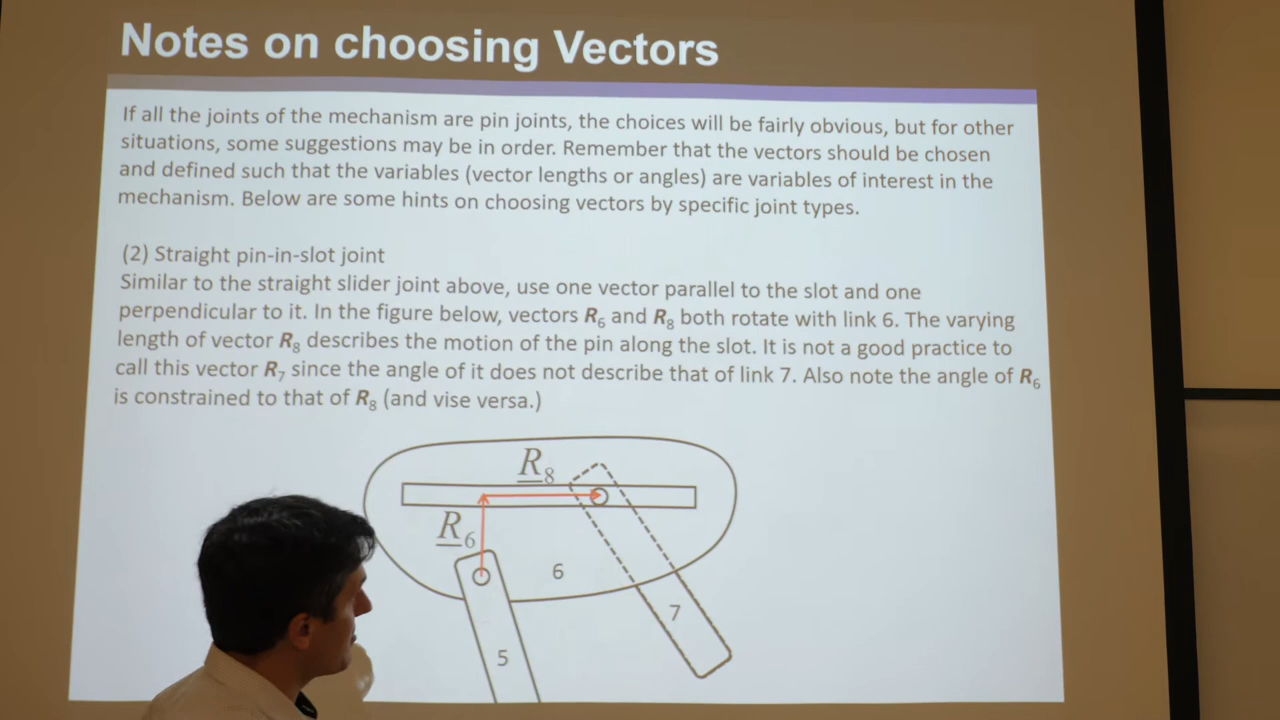 Notes on choosing Vectors
If all the joints of the mechanism are pin joints, the choices will be fairly obvious, but for other
situations, some suggestions may be in order. Remember that the vectors should be chosen
and defined such that the variables (vector lengths or angles) are variables of interest in the
mechanism. Below are some hints on choosing vectors by specific joint types.
(2) Straight pin-in-slot joint
Similar to the straight slider joint above, use one vector parallel to the slot and one
perpendicular to it. In the figure below, vectors R6 and R8 both rotate with link 6. The varying
length of vector R8 describes the motion of the pin along the slot. It is not a good practice to
call this vector R7 since the angle of it does not describe that of link 7. Also note the angle of R6
is constrained to that of R8 (and vise versa.)
R8
R6
6
7
5